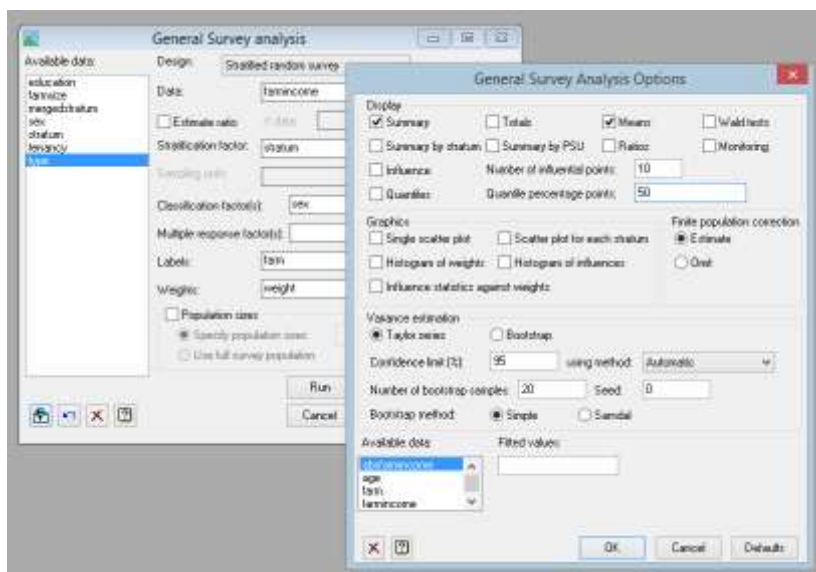 General Survey analysis
Available data:
education
farmsize
mergedstratum
sex
stratum
tenancy
type
Design: Stratified random survey
Data: famincome
Estimate ratio
Stratification factor: stratum
Sampling unit:
Classification factor(s): sex
Multiple response factor(s):
Labels: farm
Weights: weight
Population sizes
Specify population sizes:
Use full survey population
Run
Cancel
General Survey Analysis Options
Display
Summary Totals Means Wald tests
Summary by stratum Summary by PSU Ratios Monitoring
Influence Number of influential points: 10
Quantiles Quantile percentage points: 50
Graphics
Single scatter plot Scatter plot for each stratum
Histogram of weights Histogram of influences
Influence statistics against weights
Finite population correction
Estimate
Omit
Variance estimation
Taylor series Bootstrap
Confidence limit (%): 95 using method: Automatic
Number of bootstrap samples: 20 Seed: 0
Bootstrap method: Simple Sarndal
Available data:
age
farm
famincome
Fitted values:
OK Cancel Defaults